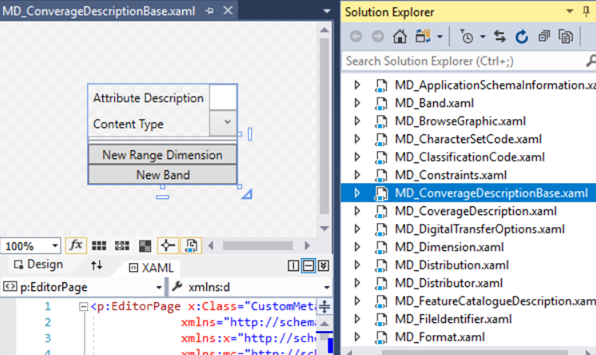 MD_ConverageDescriptionBase.xaml
Attribute Description
Content Type
New Range Dimension
New Band
100% fx
Design XAML
p:EditorPage xmlns:d
1 <p:EditorPage x:Class="CustomMeta
2 xmlns="http://schema
3 xmlns:x="http://sche
4 xmlns:mc="http://sch
Solution Explorer
Search Solution Explorer (Ctrl+;)
MD_ApplicationSchemaInformation.xa
MD_Band.xaml
MD_BrowseGraphic.xaml
MD_CharacterSetCode.xaml
MD_ClassificationCode.xaml
MD_Constraints.xaml
MD_ConverageDescriptionBase.xaml
MD_CoverageDescription.xaml
MD_DigitalTransferOptions.xaml
MD_Dimension.xaml
MD_Distribution.xaml
MD_Distributor.xaml
MD_FeatureCatalogueDescription.xam
MD_FileIdentifier.xaml
MD_Format.xaml